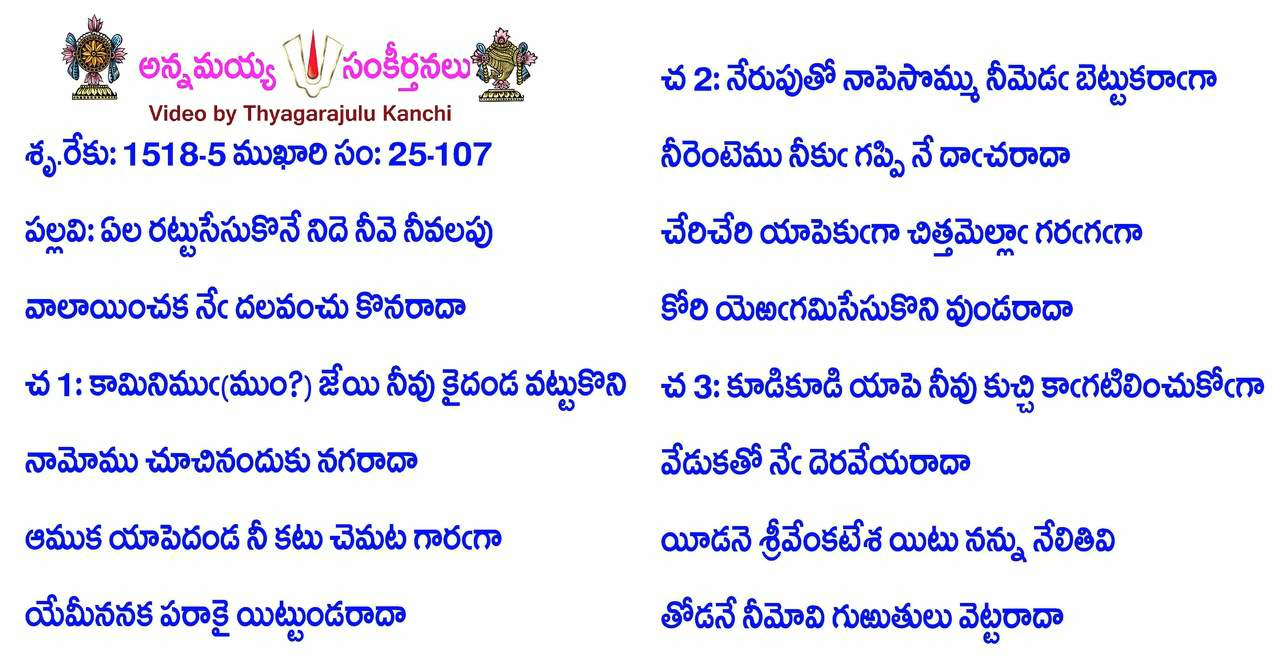 అన్నమయ్య సంకీర్తనలు
Video by Thyagarajulu Kanchi
శృ.రేకు: 1518-5 ముఖారి సం: 25-107
పల్లవి: ఏల రట్టుసేసుకొనే నిదె నీవె నీవలపు
వాలాయించక నేఁ దలవంచు కొనరాదా
చ 1: కామినిముఁ(ముం?) జేయి నీవు కైదండ వట్టుకొని
నామోము చూచినందుకు నగరాదా
ఆముక యాపెదండ నీ కటు చెమట గారఁగా
యేమీననక పరాకై యిట్టుండరాదా
చ 2: నేరుపుతో నాపెసొమ్ము నీమెడఁ బెట్టుకరాఁగా
నీరెంటెము నీకుఁ గప్పి నే దాఁచరాదా
చేరిచేరి యాపెకుఁగా చిత్తమెల్లాఁ గరఁగఁగా
కోరి యెఱఁగమిసేసుకొని వుండరాదా
చ 3: కూడికూడి యాపె నీవు కుచ్చి కాఁగటిలించుకోఁగా
వేడుకతో నేఁ దెరవేయరాదా
యీడనె శ్రీవేంకటేశ యిటు నన్ను నేలితివి
తోడనే నీమోవి గుఱుతులు వెట్టరాదా